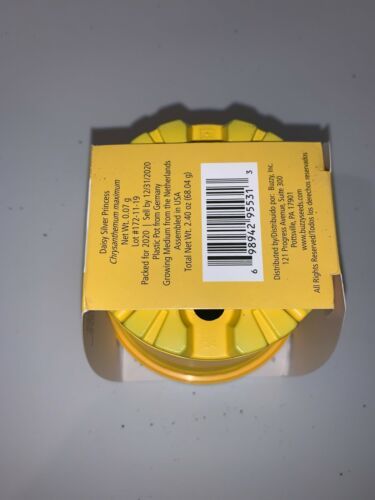 Daisy Silver Princess
Chrysanthemum maximum
Net Wt. 0.07 g
Lot #172-11-19
Packed for 2020 | Sell by 12/31/2020
Plastic Pot from Germany
Growing Medium from the Netherlands
Assembled in USA
Total Net Wt. 2.40 oz (68.04 g)
6 98942 95553 3
Distributed by/Distribuido por: Buzzy, Inc.
121 Progress Avenue, Suite 300
Pottsville, PA 17901
www.buzzyseeds.com
All Rights Reserved/Todos los derechos reservados